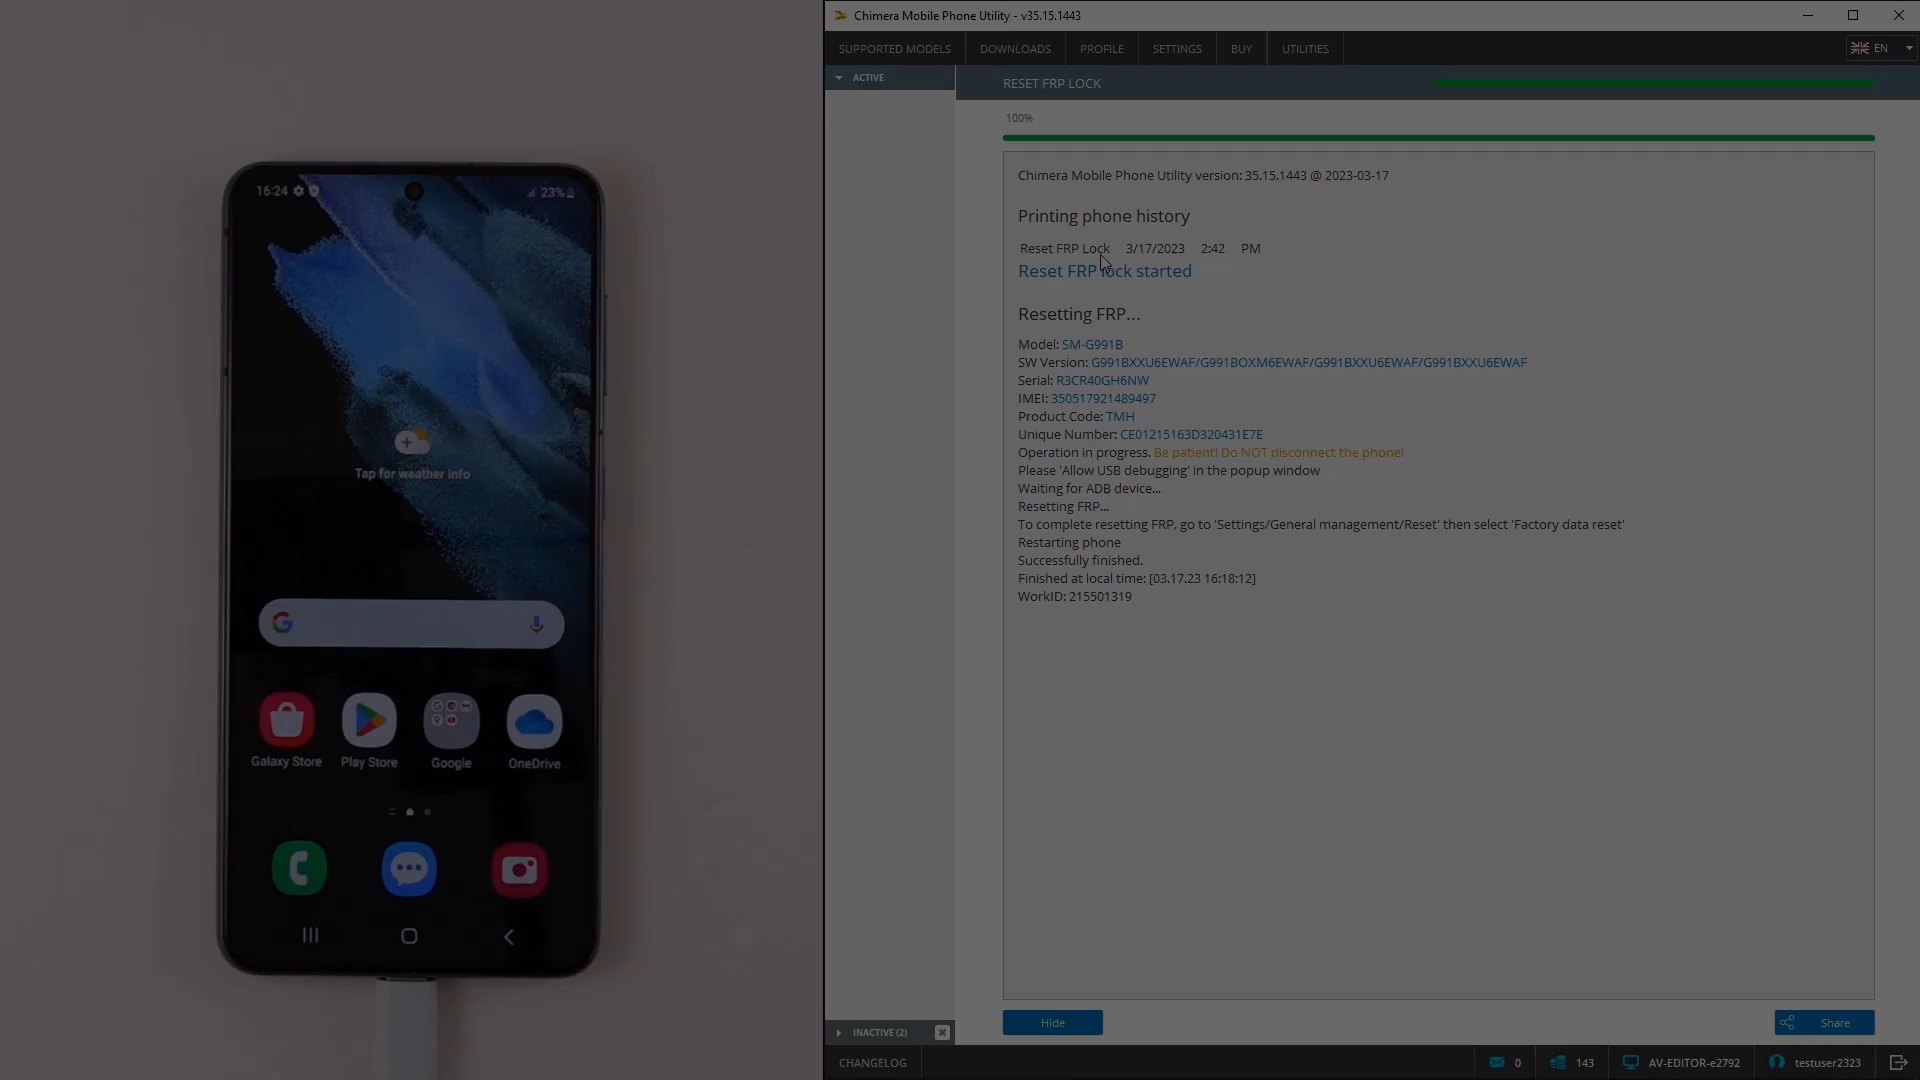 16:24
23%
Tap for weather info
Galaxy Store
Play Store
Google
OneDrive
Chimera Mobile Phone Utility - v35.15.1443
SUPPORTED MODELS
DOWNLOADS
PROFILE
SETTINGS
BUY
UTILITIES
EN
ACTIVE
RESET FRP LOCK
100%
Chimera Mobile Phone Utility version: 35.15.1443 @ 2023-03-17
Printing phone history
Reset FRP Lock 3/17/2023 2:42 PM
Reset FRP lock started
Resetting FRP...
Model: SM-G991B
SW Version: G991BXXU6EWAF/G991BOXM6EWAF/G991BXXU6EWAF/G991BXXU6EWAF
Serial: R3CR40GH6NW
IMEI: 350517921489497
Product Code: TMH
Unique Number: CE01215163D320431E7E
Operation in progress. Be patient! Do NOT disconnect the phone!
Please 'Allow USB debugging' in the popup window
Waiting for ADB device...
Resetting FRP...
To complete resetting FRP, go to 'Settings/General management/Reset' then select 'Factory data reset'
Restarting phone
Successfully finished.
Finished at local time: [03.17.23 16:18:12]
WorkID: 215501319
Hide
Share
INACTIVE (2)
CHANGELOG
0
143
AV-EDITOR-e2792
testuser2323